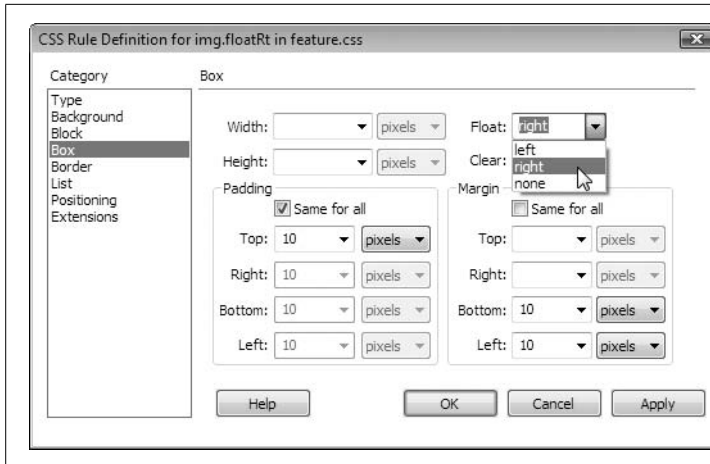 CSS Rule Definition for img.floatRt in feature.css
Category
Box
Type
Background
Block
Box
Border
List
Positioning
Extensions
Width: pixels Float: right
left
right
none
Height: pixels Clear:
Padding
Same for all
Top: 10 pixels
Right: 10 pixels
Bottom: 10 pixels
Left: 10 pixels
Margin
Same for all
Top: pixels
Right: pixels
Bottom: 10 pixels
Left: 10 pixels
Help OK Cancel Apply